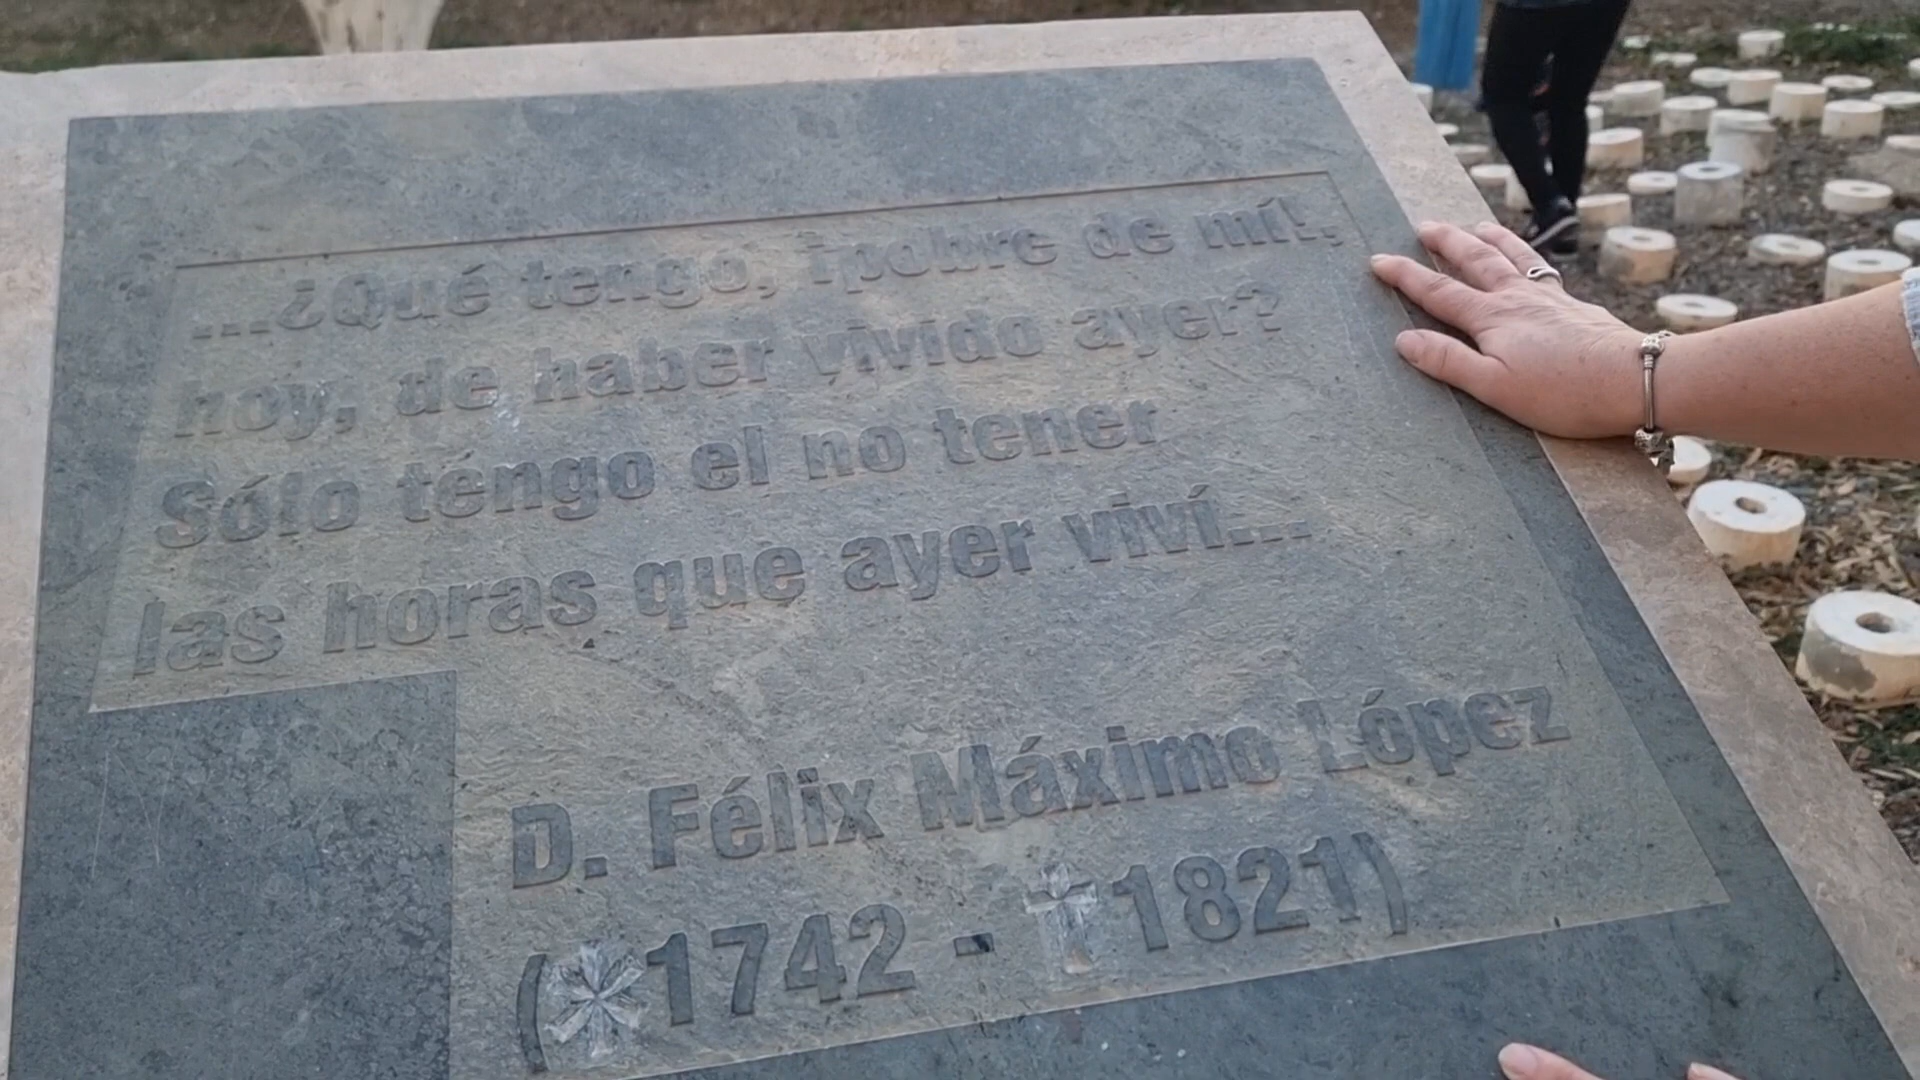 ...¿Qué tengo, ¡pobre de mí!,
hoy, de haber vivido ayer?
Sólo tengo el no tener
las horas que ayer viví...
D. Félix Máximo López
(*1742 - †1821)